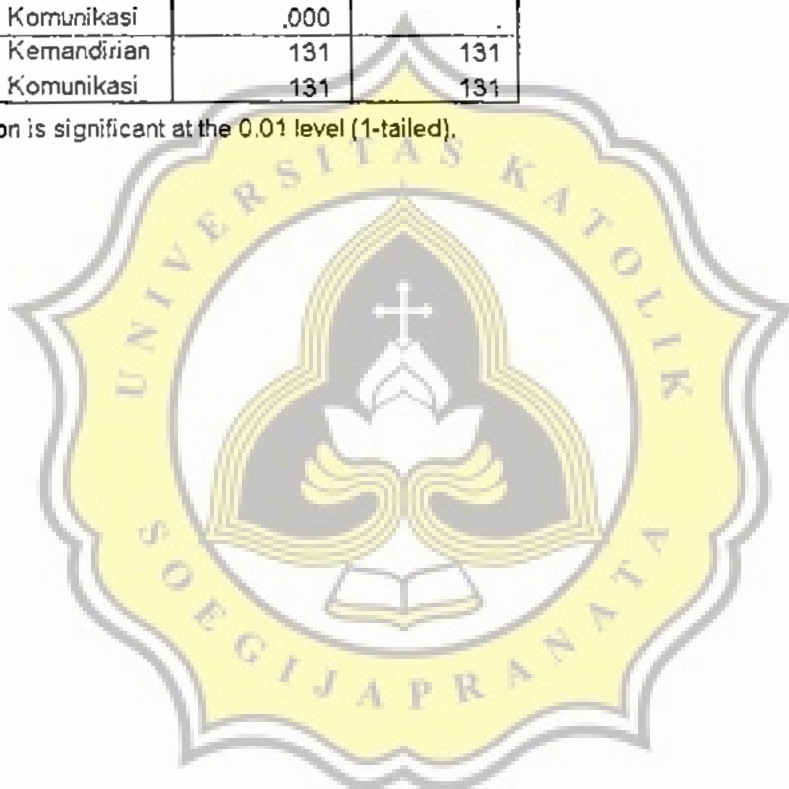 Komunikasi .000 .
Kemandirian 131 131
Komunikasi 131 131
on is significant at the 0.01 level (1-tailed).
UNIVERSITAS KATOLIK
SOEGIJAPRANATA